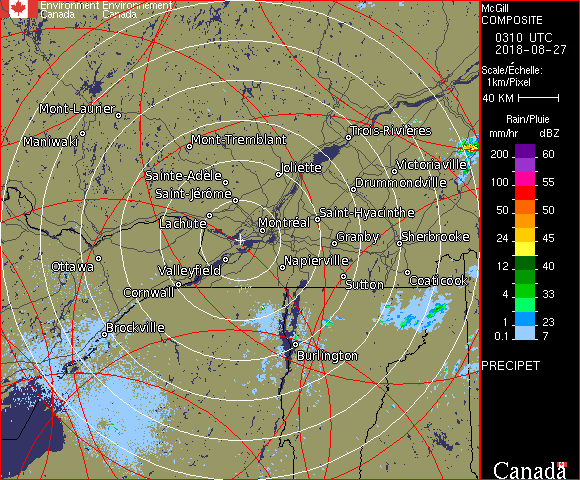 Environment Environnement
Canada Canada
McGill
COMPOSITE
0310 UTC
2018-08-27
Scale/Échelle:
1km/Pixel
40 KM
Rain/Pluie
mm/hr dBZ
200 60
100 55
50 50
24 45
12 40
4 33
1 23
0.1 7
PRECIPET
Canada
Mont-Laurier
Maniwaki
Mont-Tremblant
Trois-Rivières
Sainte-Adèle
Joliette
Victoriaville
Saint-Jérôme
Drummondville
Lachute
Montréal
Saint-Hyacinthe
Granby
Sherbrooke
Ottawa
Valleyfield
Napierville
Cornwall
Sutton
Coaticook
Brockville
Burlington